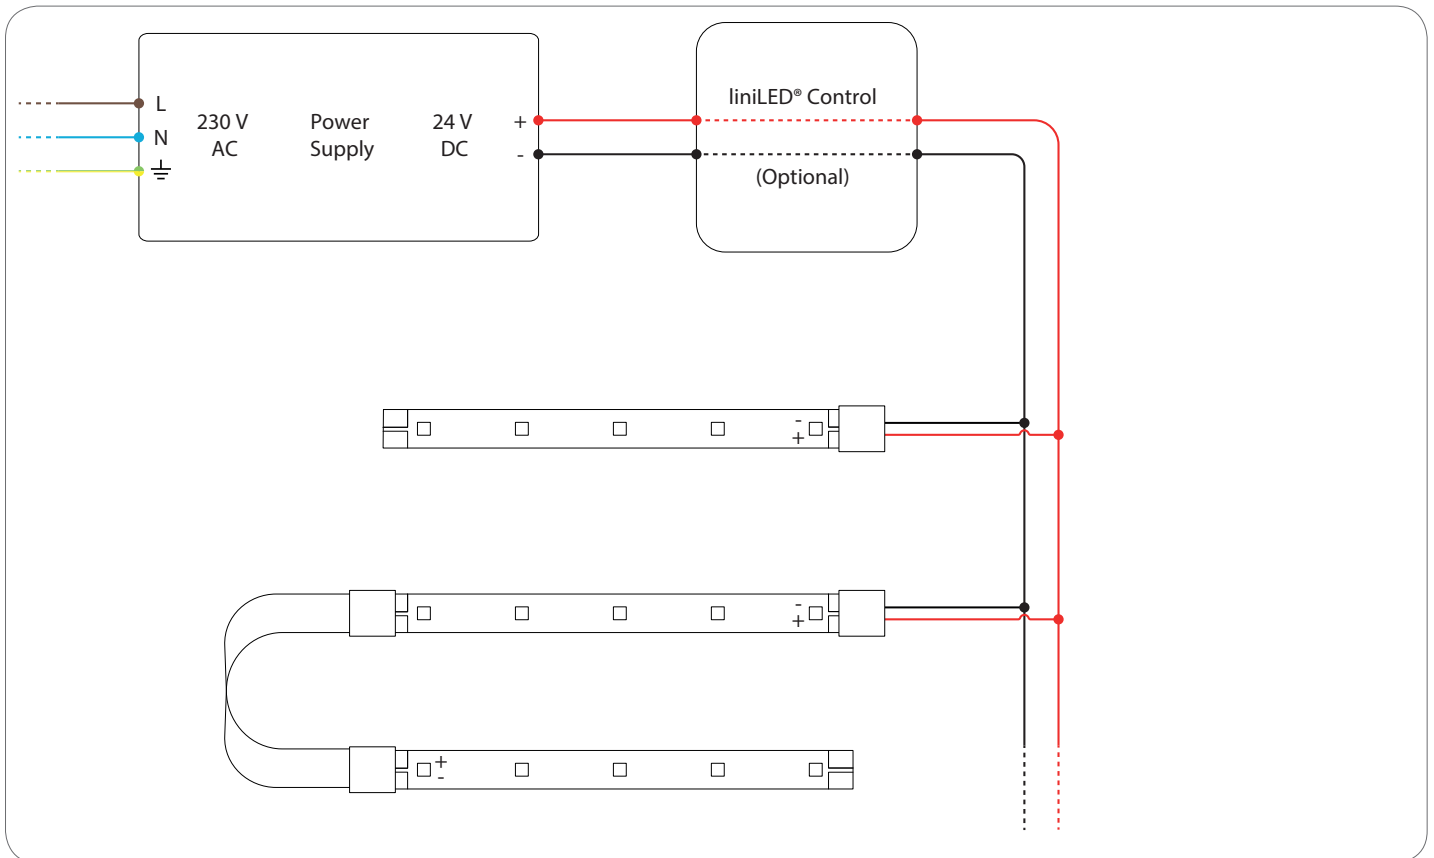 L
N
230 V
AC
Power
Supply
24 V
DC
+
-
liniLED® Control
(Optional)
-
+
-
+
+
-